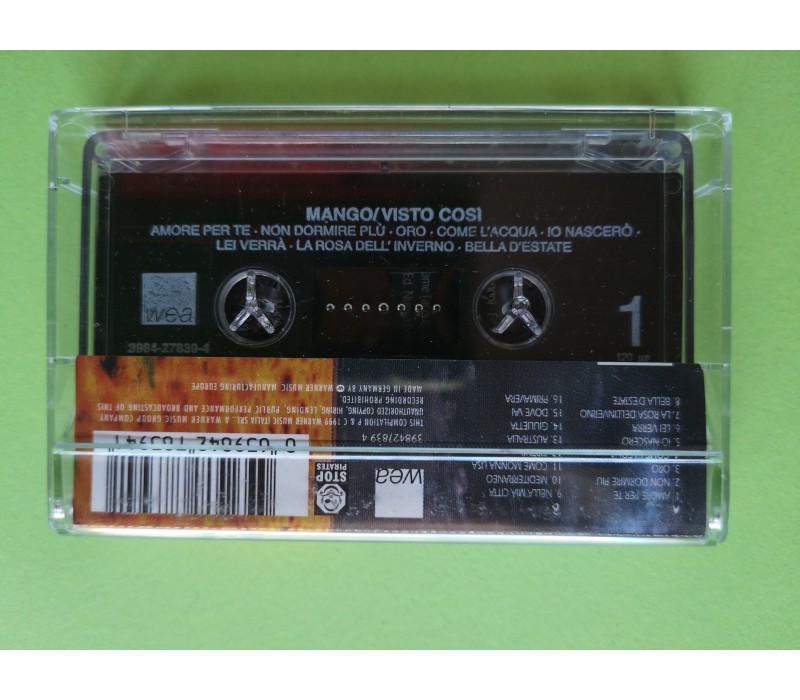 MANGO/VISTO COSÌ
AMORE PER TE · NON DORMIRE PLÙ · ORO · COME L'ACQUA · IO NASCERÒ ·
LEI VERRÀ · LA ROSA DELL' INVERNO · BELLA D'ESTATE
wea
1
3984-27839-4
120 µs
A
1. AMORE PER TE
2. NON DORMIRE PIU'
3. ORO
5. IO NASCERO'
6. LEI VERRA'
7. LA ROSA DELL'INVERNO
8. BELLA D'ESTATE
9. NELLA MIA CITTA'
10. MEDITERRANEO
11. COME MONNA LISA
13. AUSTRALIA
14. GIULIETTA
15. DOVE VAI
16. PRIMAVERA
wea
STOP
PIRATES
398427839 4
THIS COMPILATION P & C 1999 WARNER MUSIC ITALIA SRL. A WARNER MUSIC GROUP COMPANY
UNAUTHORIZED COPYING, HIRING, LENDING, PUBLIC PERFORMANCE AND BROADCASTING OF THIS
RECORDING PROHIBITED.
MADE IN GERMANY BY WARNER MUSIC MANUFACTURING EUROPE